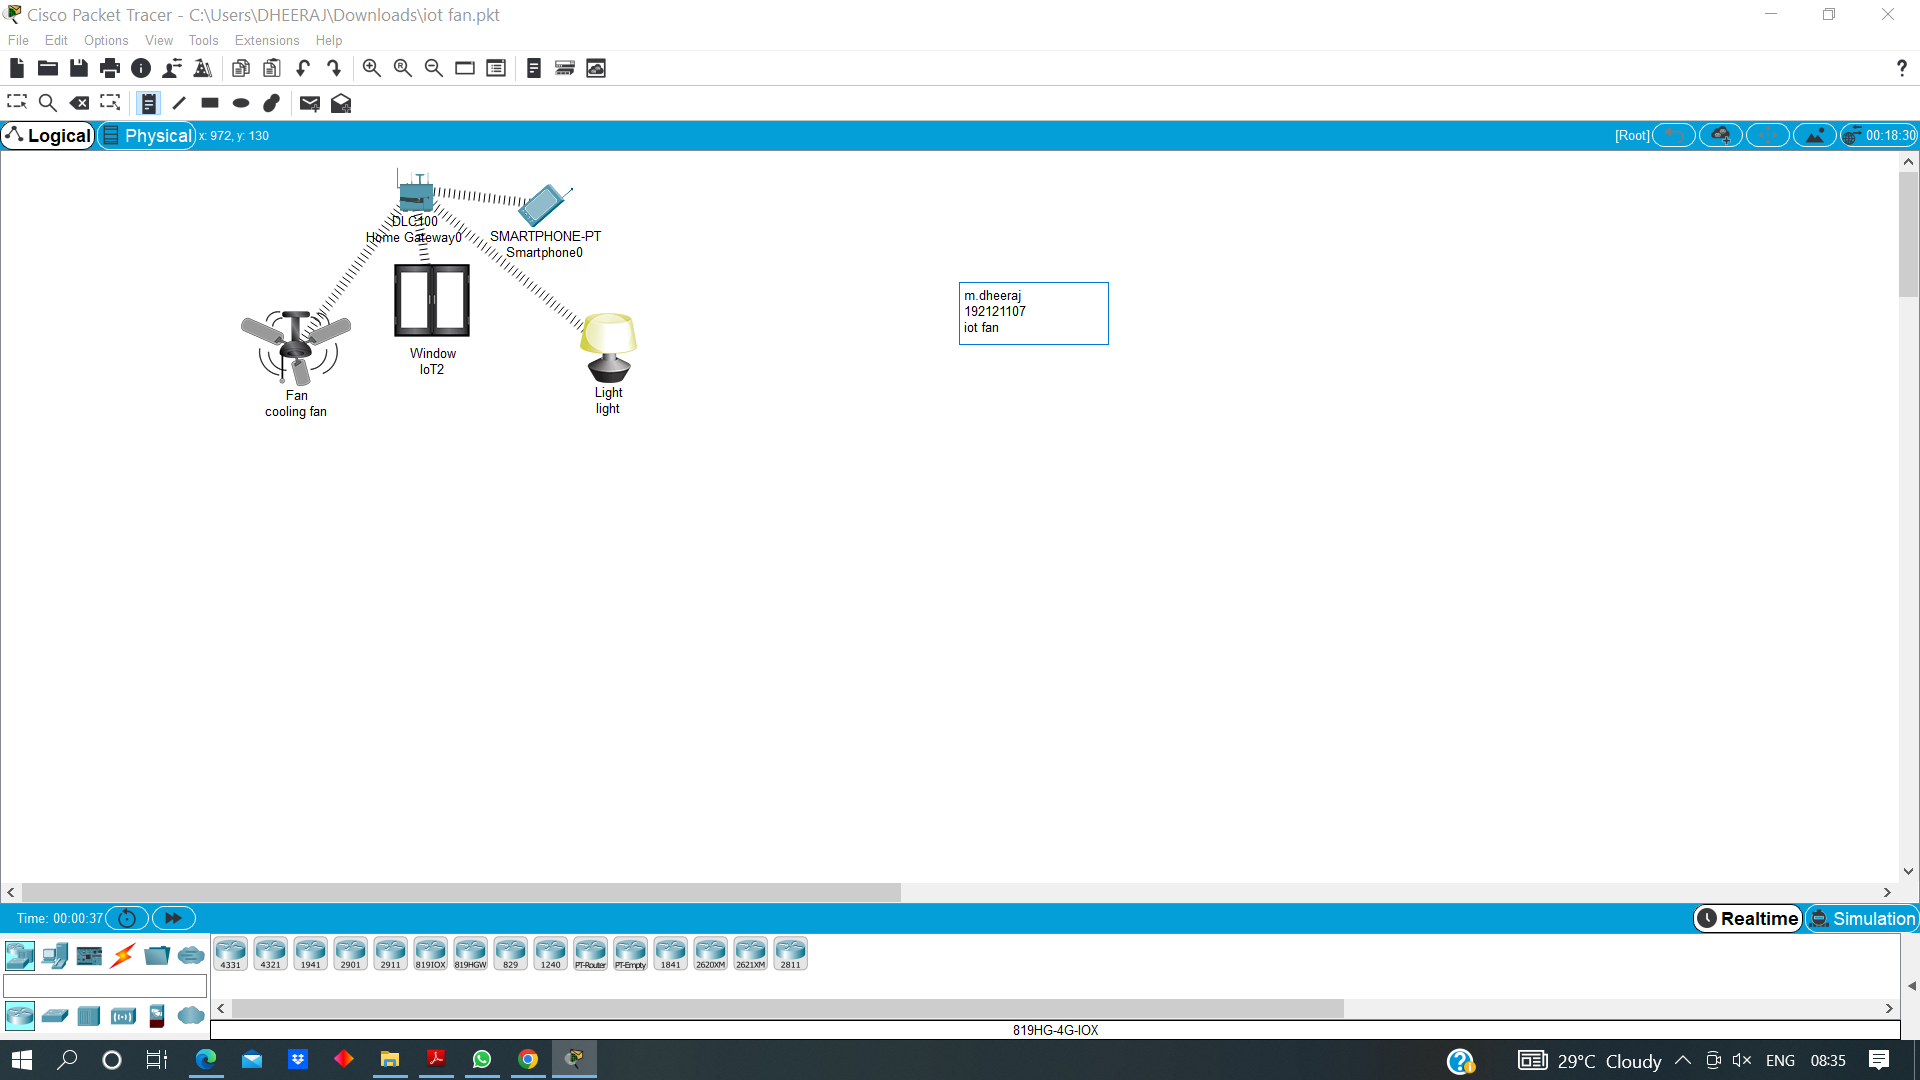 Cisco Packet Tracer - C:\Users\DHEERAJ\Downloads\iot fan.pkt
File Edit Options View Tools Extensions Help
?
Logical Physical x: 972, y: 130 [Root] 00:18:30
DLC100
Home Gateway0
SMARTPHONE-PT
Smartphone0
m.dheeraj
192121107
iot fan
Window
IoT2
Fan
cooling fan
Light
light
Time: 00:00:37 Realtime Simulation
4331 4321 1941 2901 2911 819IOX 819HGW 829 1240 PT-Router PT-Empty 1841 2620XM 2621XM 2811
819HG-4G-IOX
29°C Cloudy ENG 08:35